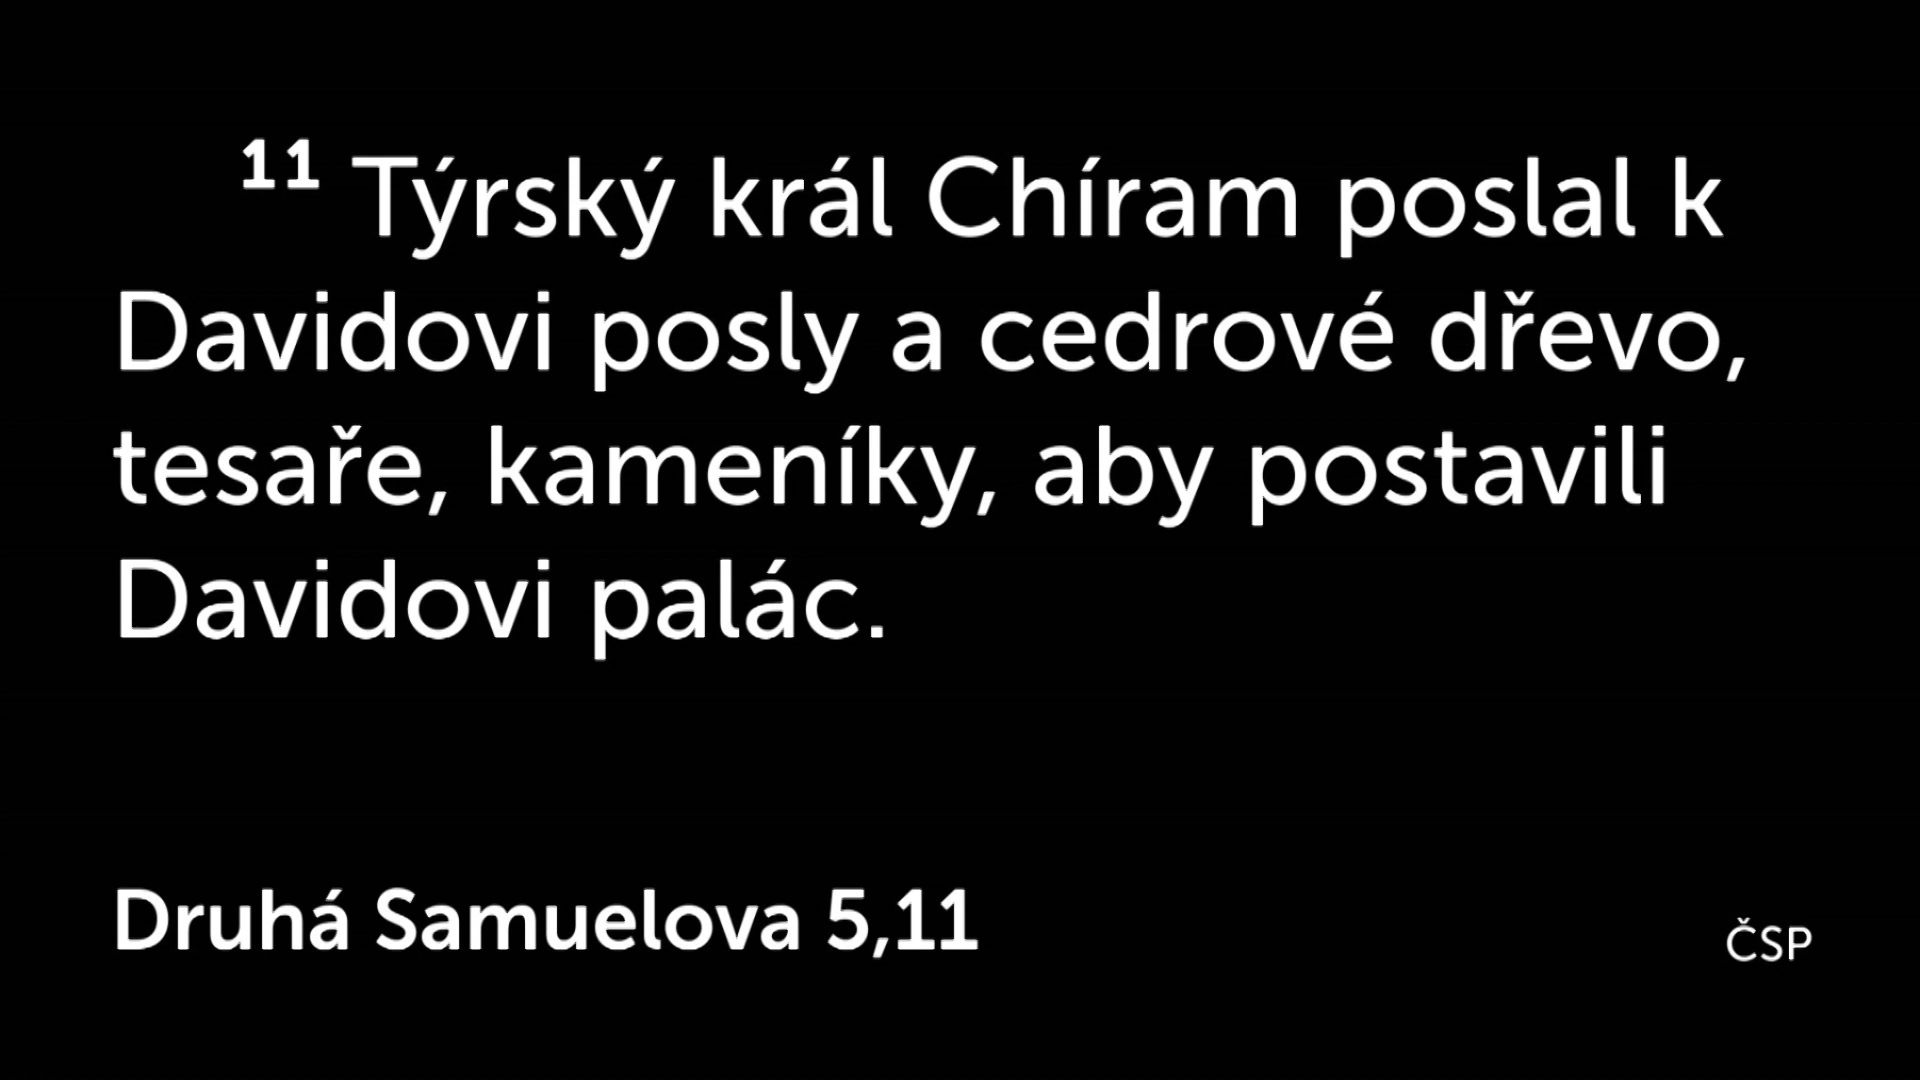 11 Týrský král Chíram poslal k
Davidovi posly a cedrové dřevo,
tesaře, kameníky, aby postavili
Davidovi palác.
Druhá Samuelova 5,11
ČSP